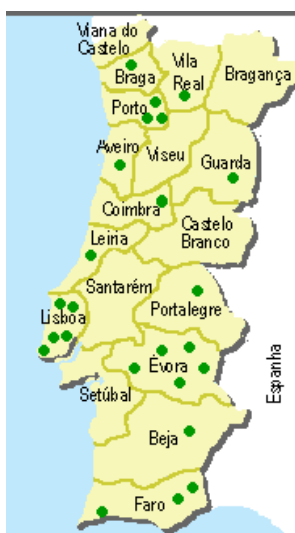 Viana do
Castelo
Braga
Vila
Real
Bragança
Porto
Aveiro
Viseu
Guarda
Coimbra
Castelo
Branco
Leiria
Santarém
Lisboa
Portalegre
Évora
Setúbal
Espanha
Beja
Faro